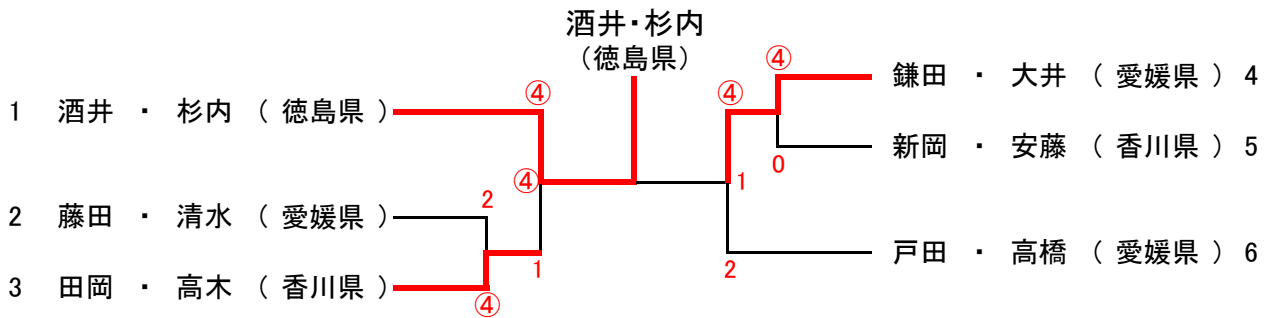 酒井・杉内
（徳島県）
1 酒井 ・ 杉内 （ 徳島県 ）
2 藤田 ・ 清水 （ 愛媛県 ）
3 田岡 ・ 高木 （ 香川県 ）
④
④
2
1
④
④
④
0
1
2
鎌田 ・ 大井 （ 愛媛県 ） 4
新岡 ・ 安藤 （ 香川県 ） 5
戸田 ・ 高橋 （ 愛媛県 ） 6